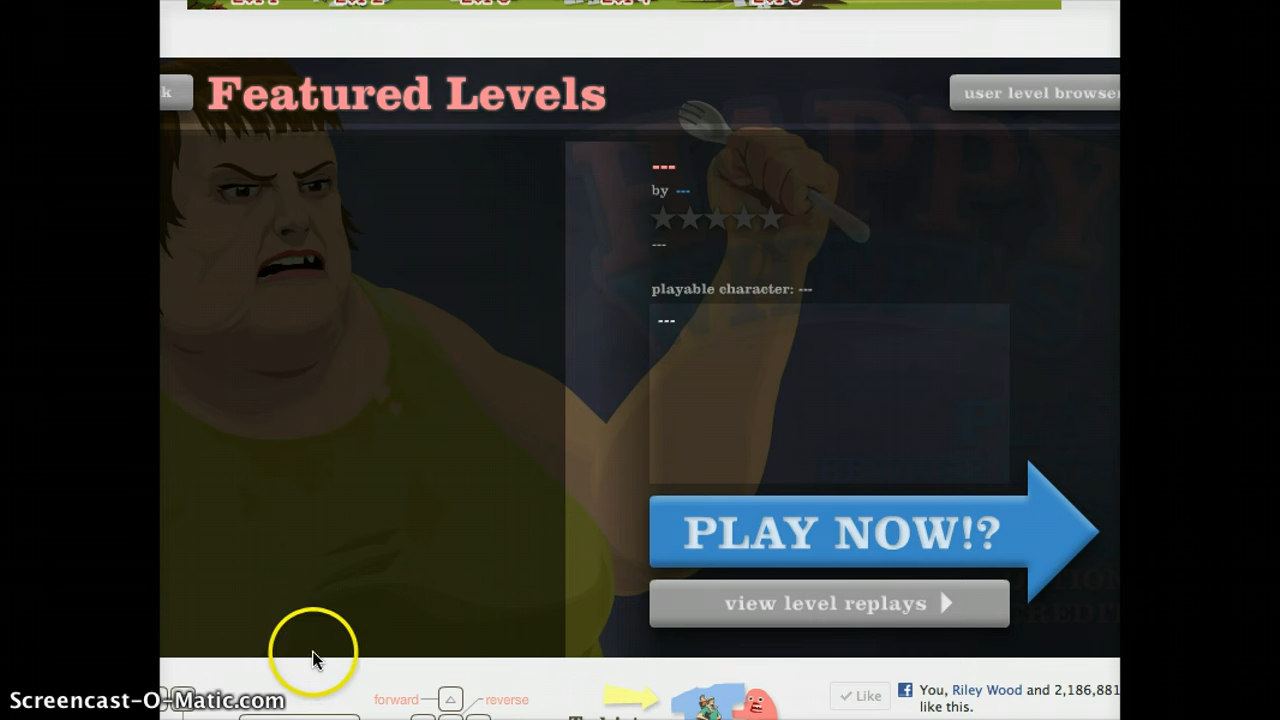 k
Featured Levels
user level browser
---
by ---
---
playable character: ---
---
PLAY NOW!?
view level replays
forward
reverse
Like
You, Riley Wood and 2,186,881
like this.
Screencast-O-Matic.com